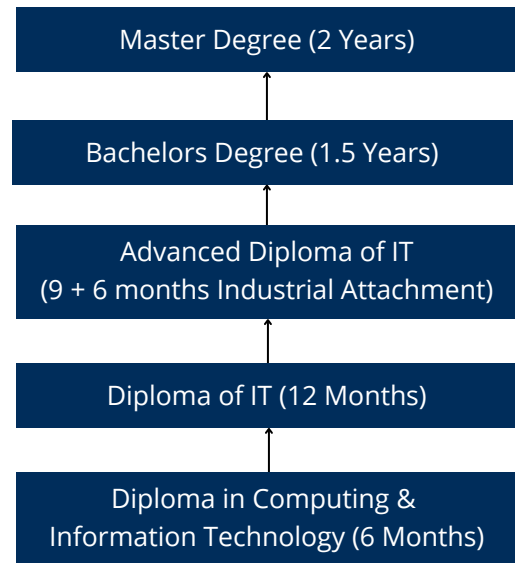 Master Degree (2 Years)
Bachelors Degree (1.5 Years)
Advanced Diploma of IT
(9 + 6 months Industrial Attachment)
Diploma of IT (12 Months)
Diploma in Computing &
Information Technology (6 Months)